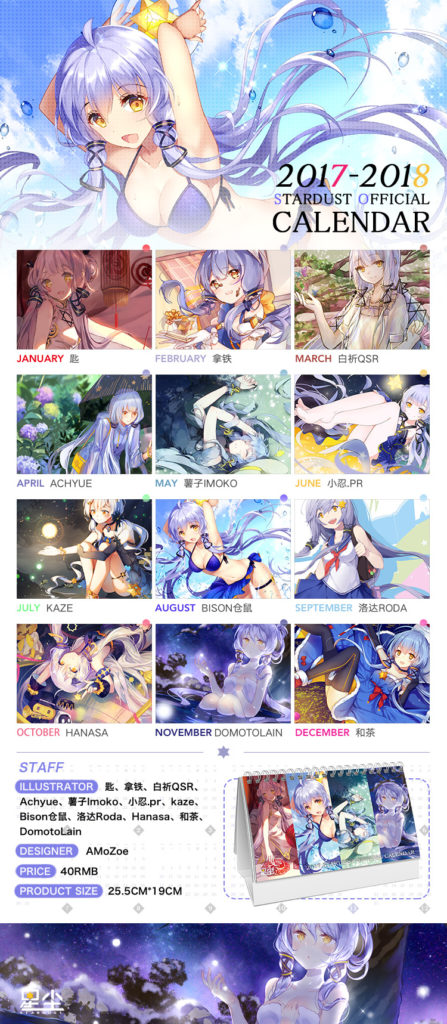 2017-2018
STARDUST OFFICIAL
CALENDAR
JANUARY 匙
FEBRUARY 拿铁
MARCH 白祈QSR
APRIL ACHYUE
MAY 薯子IMOKO
JUNE 小忍.PR
JULY KAZE
AUGUST BISON仓鼠
SEPTEMBER 洛达RODA
OCTOBER HANASA
NOVEMBER DOMOTOLAIN
DECEMBER 和茶
STAFF
ILLUSTRATOR 匙、拿铁、白祈QSR、
Achyue、薯子Imoko、小忍.pr、kaze、
Bison仓鼠、洛达Roda、Hanasa、和茶、
DomotoLain
DESIGNER AMoZoe
PRICE 40RMB
PRODUCT SIZE 25.5CM*19CM
CALENDAR
星尘
STARDUST